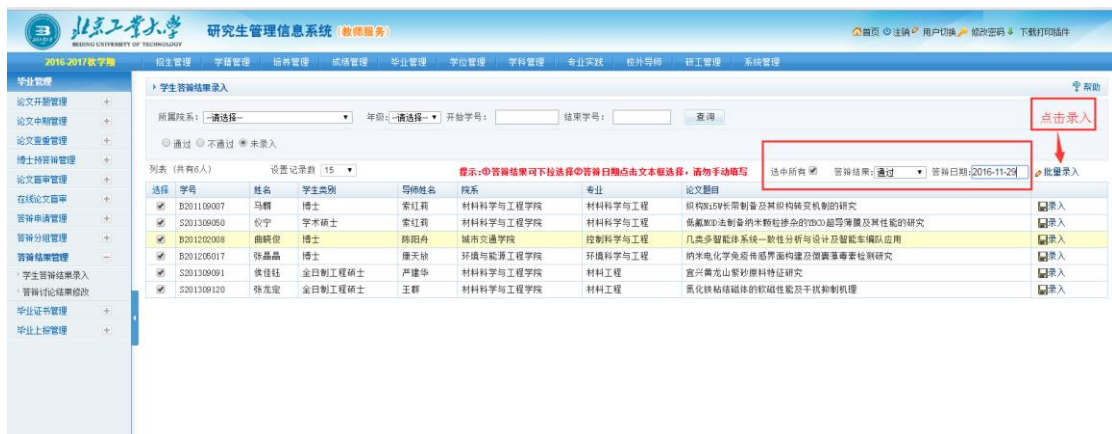 北京工业大学
BEIJING UNIVERSITY OF TECHNOLOGY
研究生管理信息系统（教师服务）
首页 注销 用户切换 修改密码 下载打印插件
2016-2017秋学期 招生管理 学籍管理 培养管理 成绩管理 毕业管理 学位管理 学科管理 专业实践 校外导师 研工管理 系统管理
毕业管理
论文开题管理
论文中期管理
论文查重管理
博士预答辩管理
论文盲审管理
在线论文盲审
答辩申请管理
答辩分组管理
答辩结果管理
学生答辩结果录入
答辩讨论结果修改
毕业证书管理
毕业上报管理
学生答辩结果录入 帮助
所属院系： --请选择-- 年级: --请选择-- 开始学号： 结束学号： 查询
通过 不通过 未录入
点击录入
列表 (共有6人) 设置记录数 15 提示:①答辩结果可下拉选择②答辩日期点击文本框选择，请勿手动填写 选中所有 答辩结果: 通过 答辩日期: 2016-11-29 批量录入
选择 学号 姓名 学生类别 导师姓名 院系 专业 论文题目
B201109007 马麟 博士 索红莉 材料科学与工程学院 材料科学与工程 织构Ni5W长带制备及其织构转变机制的研究 录入
S201309050 仪宁 学术硕士 索红莉 材料科学与工程学院 材料科学与工程 低氟MOD法制备纳米颗粒掺杂的YBCO超导薄膜及其性能的研究 录入
B201202008 曲毓俊 博士 陈阳舟 城市交通学院 控制科学与工程 几类多智能体系统一致性分析与设计及智能车编队应用 录入
B201205017 张晶晶 博士 康天放 环境与能源工程学院 环境科学与工程 纳米电化学免疫传感界面构建及微囊藻毒素检测研究 录入
S201309091 侯佳钰 全日制工程硕士 严建华 材料科学与工程学院 材料工程 宜兴黄龙山紫砂原料特征研究 录入
S201309120 张龙宠 全日制工程硕士 王群 材料科学与工程学院 材料工程 氮化铁粘结磁体的软磁性能及干扰抑制机理 录入